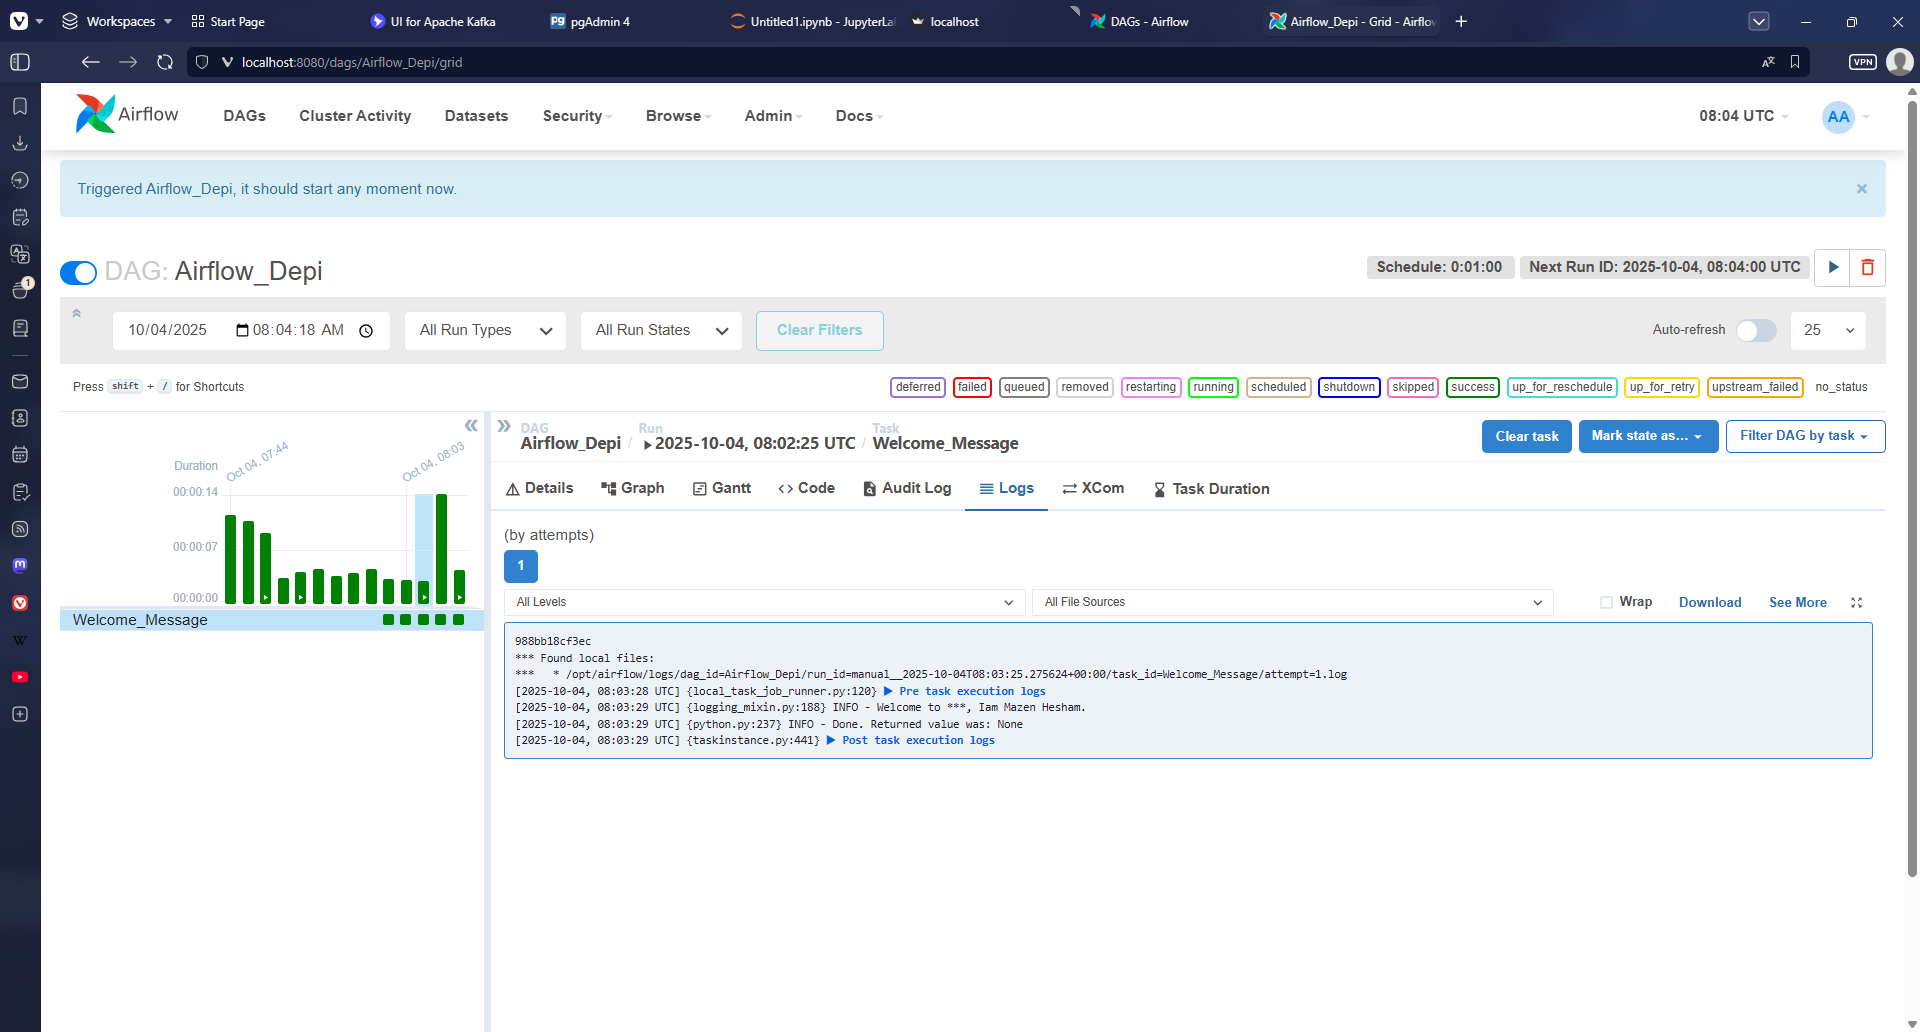 Workspaces
Start Page
UI for Apache Kafka
pgAdmin 4
Untitled1.ipynb - JupyterLa
localhost
DAGs - Airflow
Airflow_Depi - Grid - Airflow
localhost:8080/dags/Airflow_Depi/grid
VPN
Airflow
DAGs
Cluster Activity
Datasets
Security
Browse
Admin
Docs
08:04 UTC
AA
Triggered Airflow_Depi, it should start any moment now.
×
DAG: Airflow_Depi
Schedule: 0:01:00
Next Run ID: 2025-10-04, 08:04:00 UTC
10/04/2025 08:04:18 AM
All Run Types
All Run States
Clear Filters
Auto-refresh
25
Press shift + / for Shortcuts
deferred
failed
queued
removed
restarting
running
scheduled
shutdown
skipped
success
up_for_reschedule
up_for_retry
upstream_failed
no_status
Duration
Oct 04, 07:44
Oct 04, 08:03
00:00:14
00:00:07
00:00:00
Welcome_Message
DAG
Airflow_Depi
/
Run
2025-10-04, 08:02:25 UTC
/
Task
Welcome_Message
Clear task
Mark state as...
Filter DAG by task
Details
Graph
Gantt
Code
Audit Log
Logs
XCom
Task Duration
(by attempts)
1
All Levels
All File Sources
Wrap
Download
See More
988bb18cf3ec
*** Found local files:
***   * /opt/airflow/logs/dag_id=Airflow_Depi/run_id=manual__2025-10-04T08:03:25.275624+00:00/task_id=Welcome_Message/attempt=1.log
[2025-10-04, 08:03:28 UTC] {local_task_job_runner.py:120} ▶ Pre task execution logs
[2025-10-04, 08:03:29 UTC] {logging_mixin.py:188} INFO - Welcome to ***, Iam Mazen Hesham.
[2025-10-04, 08:03:29 UTC] {python.py:237} INFO - Done. Returned value was: None
[2025-10-04, 08:03:29 UTC] {taskinstance.py:441} ▶ Post task execution logs